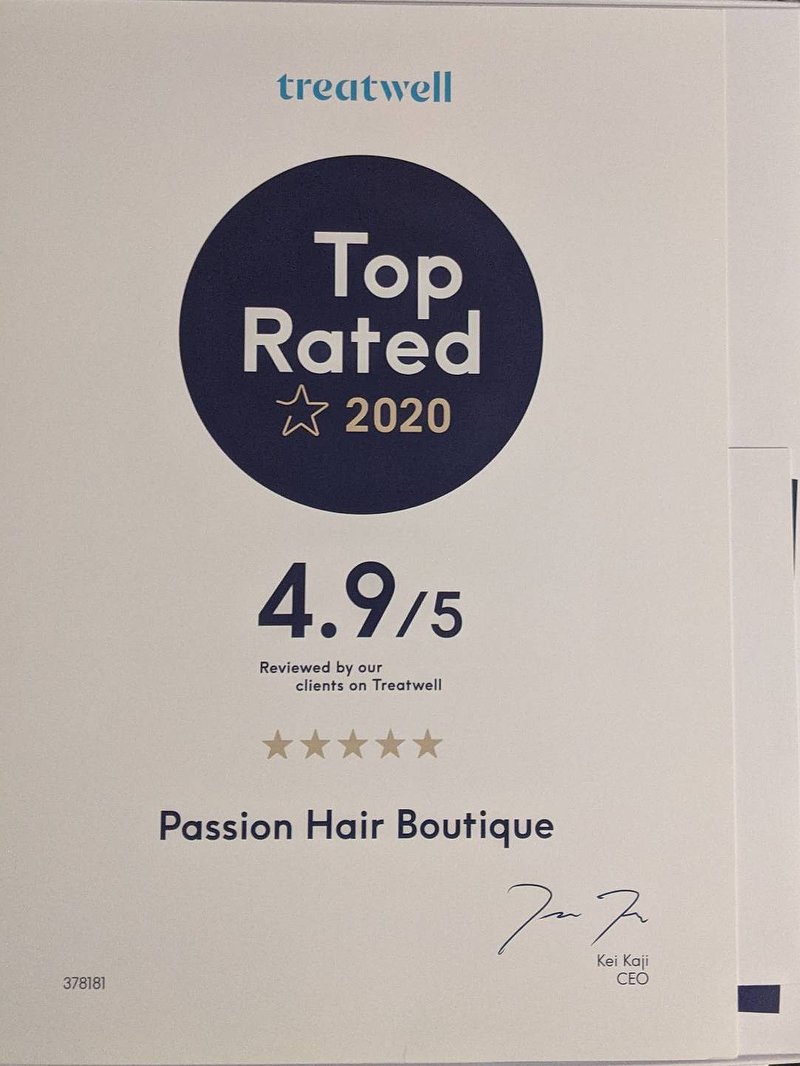 treatwell
Top
Rated
2020
4.9/5
Reviewed by our
clients on Treatwell
Passion Hair Boutique
Kei Kaji
CEO
378181